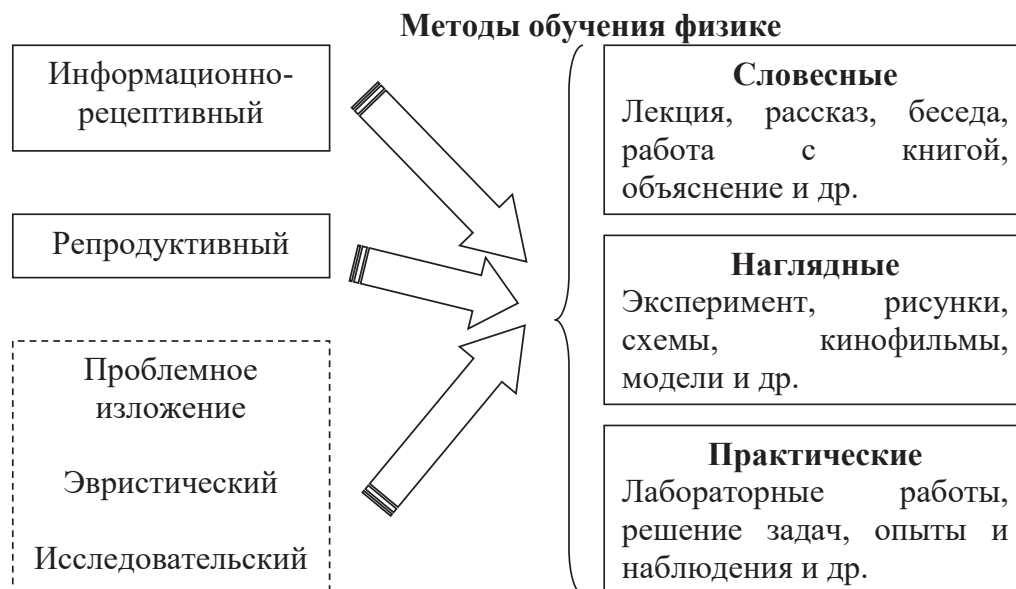 Методы обучения физике
Информационно-
рецептивный
Репродуктивный
Проблемное
изложение
Эвристический
Исследовательский
Словесные
Лекция, рассказ, беседа,
работа с книгой,
объяснение и др.
Наглядные
Эксперимент, рисунки,
схемы, кинофильмы,
модели и др.
Практические
Лабораторные работы,
решение задач, опыты и
наблюдения и др.